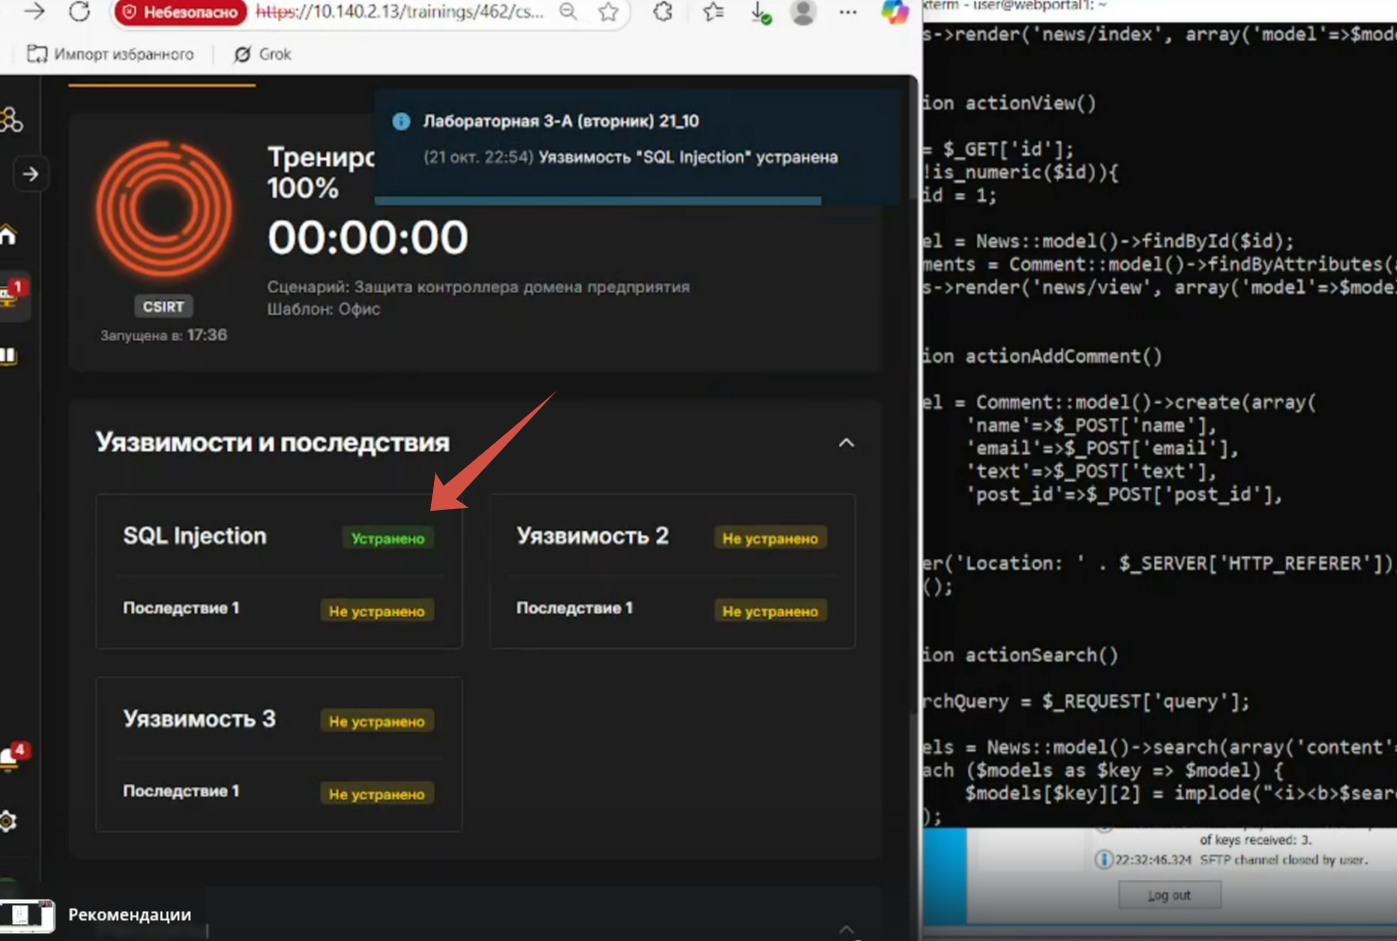 Небезопасно
https://10.140.2.13/trainings/462/cs...
Импорт избранного
Grok
Лабораторная 3-А (вторник) 21_10
(21 окт. 22:54) Уязвимость "SQL Injection" устранена
Трениро
100%
00:00:00
Сценарий: Защита контроллера домена предприятия
Шаблон: Офис
CSIRT
Запущена в: 17:36
1
Уязвимости и последствия
SQL Injection
Устранено
Последствие 1
Не устранено
Уязвимость 2
Не устранено
Последствие 1
Не устранено
Уязвимость 3
Не устранено
Последствие 1
Не устранено
4
Рекомендации
xterm - user@webportal1: ~
s->render('news/index', array('model'=>$mod
ion actionView()
= $_GET['id'];
!is_numeric($id)){
id = 1;
el = News::model()->findById($id);
ments = Comment::model()->findByAttributes(
s->render('news/view', array('model'=>$mode
ion actionAddComment()
el = Comment::model()->create(array(
'name'=>$_POST['name'],
'email'=>$_POST['email'],
'text'=>$_POST['text'],
'post_id'=>$_POST['post_id'],
er('Location: ' . $_SERVER['HTTP_REFERER'])
();
ion actionSearch()
rchQuery = $_REQUEST['query'];
els = News::model()->search(array('content'
ach ($models as $key => $model) {
$models[$key][2] = implode("<i><b>$sear
);
of keys received: 3.
22:32:46.324 SFTP channel closed by user.
Log out